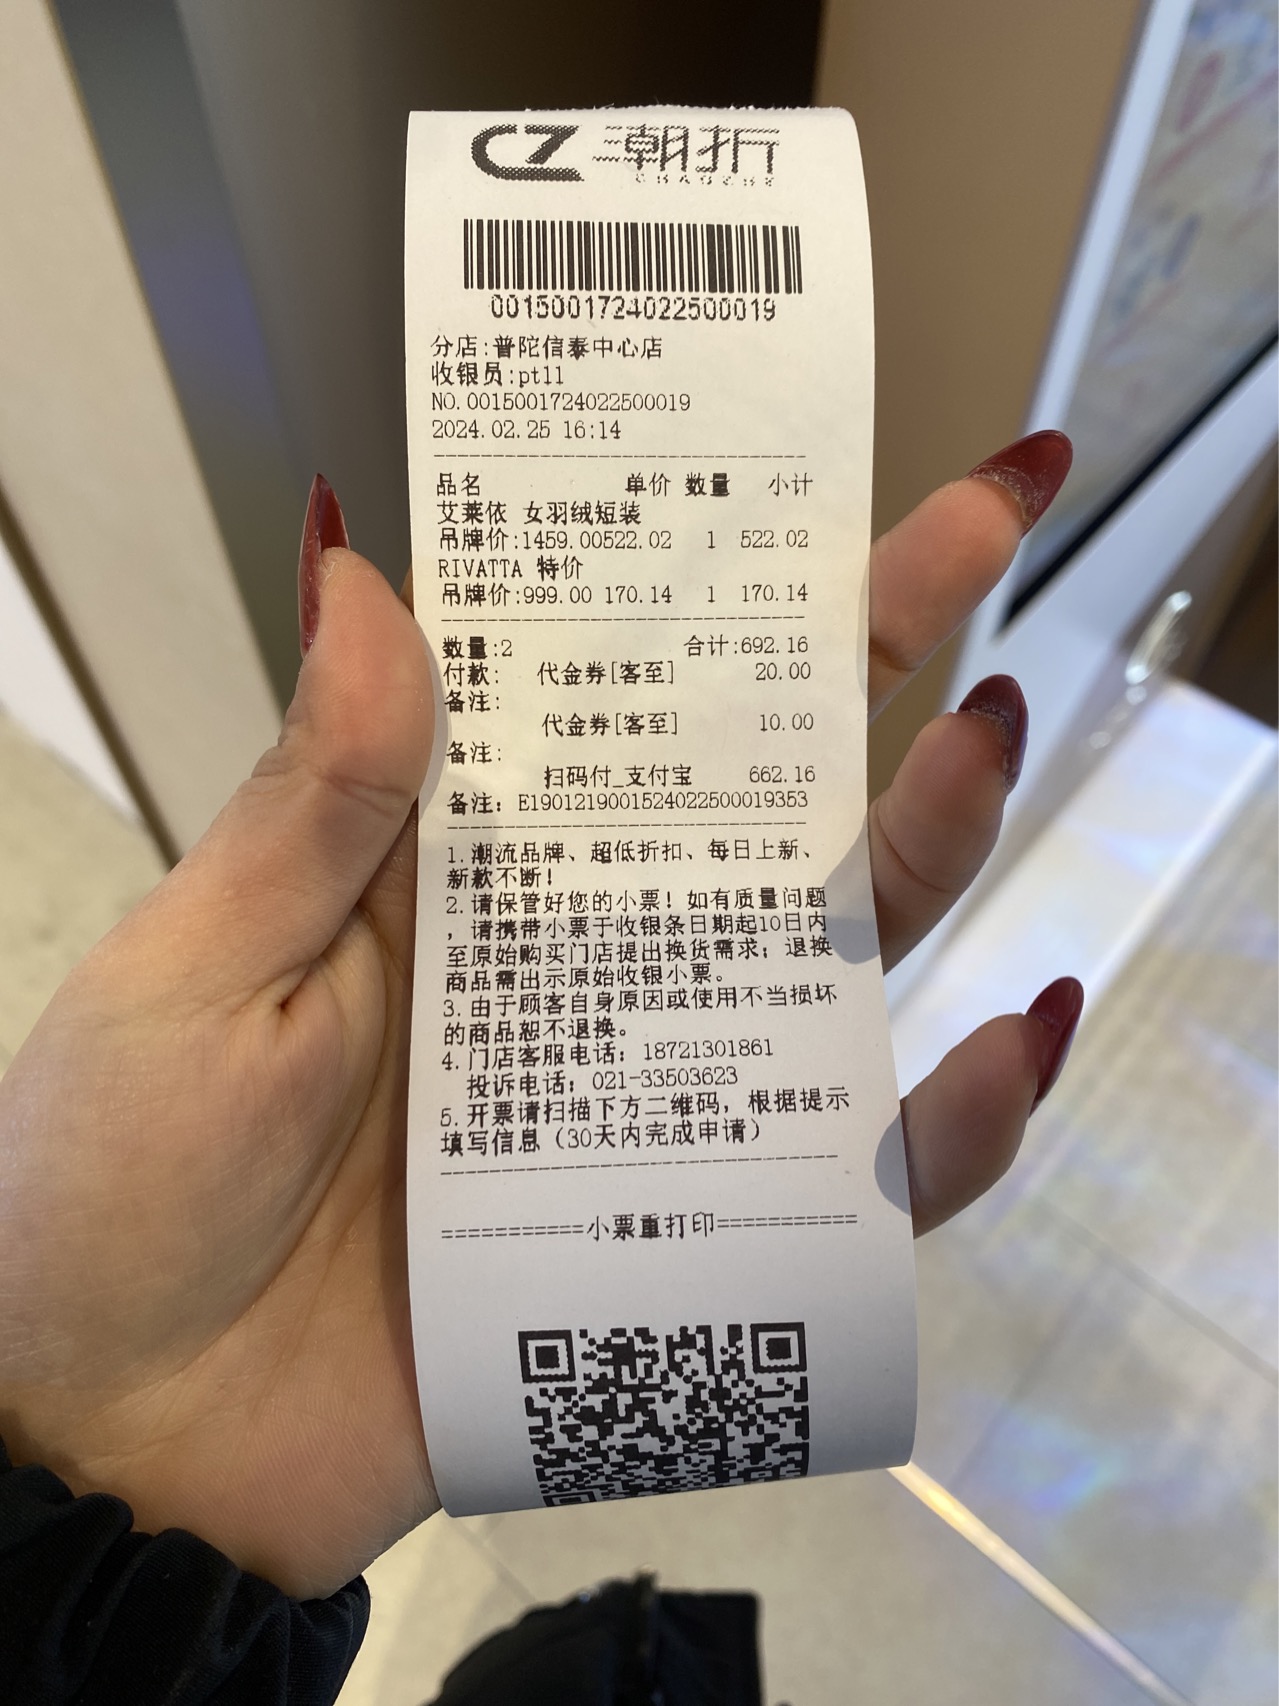 CZ 潮折
CHAOZHE
0015001724022500019
分店:普陀信泰中心店
收银员:pt11
NO.0015001724022500019
2024.02.25 16:14
品名 单价 数量 小计
艾莱依 女羽绒短装
吊牌价:1459.00522.02 1 522.02
RIVATTA 特价
吊牌价:999.00 170.14 1 170.14
数量:2 合计:692.16
付款: 代金券[客至] 20.00
备注:
代金券[客至] 10.00
备注:
扫码付_支付宝 662.16
备注: E1901219001524022500019353
1.潮流品牌、超低折扣、每日上新、
新款不断!
2.请保管好您的小票!如有质量问题
,请携带小票于收银条日期起10日内
至原始购买门店提出换货需求;退换
商品需出示原始收银小票。
3.由于顾客自身原因或使用不当损坏
的商品恕不退换。
4.门店客服电话: 18721301861
投诉电话: 021-33503623
5.开票请扫描下方二维码,根据提示
填写信息(30天内完成申请)
===========小票重打印===========